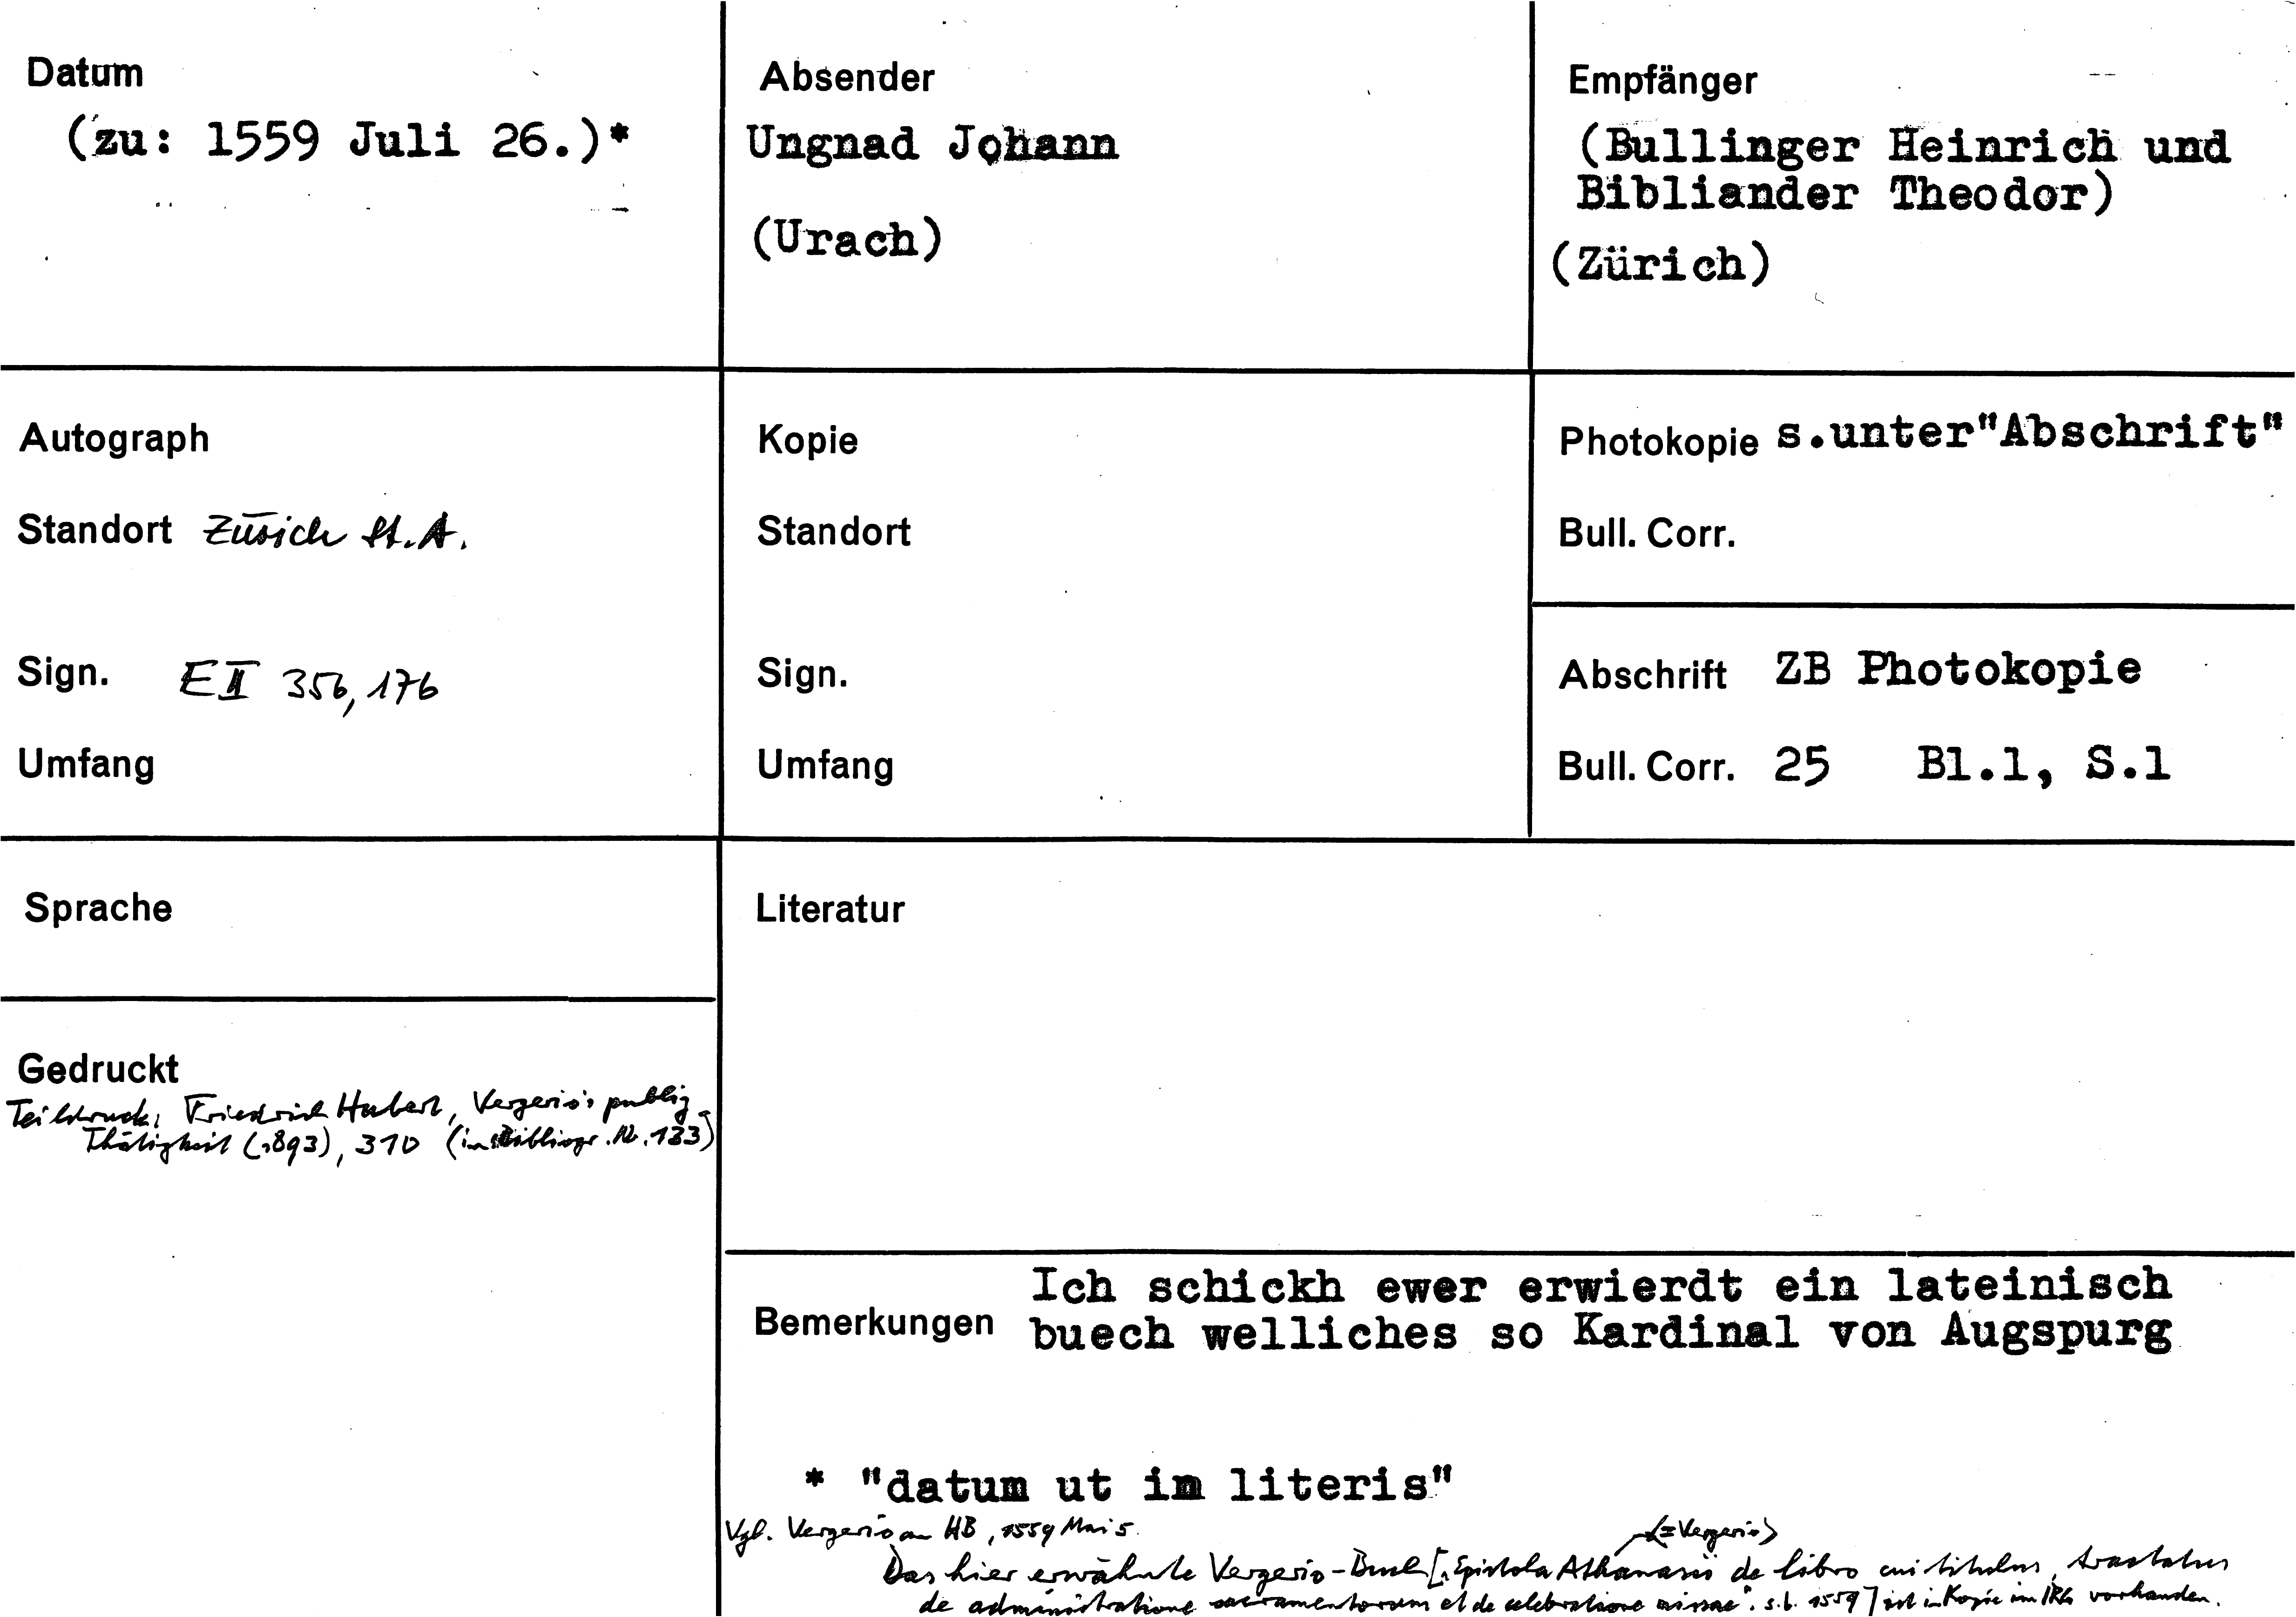 Datum
(zu: 1559 Juli 26.)*
Absender
Ungnad Johann
(Urach)
Empfänger
(Bullinger Heinrich und
Bibliander Theodor)
(Zürich)
Autograph
Standort Zürich St.A.
Sign. E II 356, 176
Umfang
Kopie
Standort
Sign.
Umfang
Photokopie s.unter"Abschrift"
Bull. Corr.
Abschrift ZB Photokopie
Bull. Corr. 25 Bl.1, S.1
Sprache
Gedruckt
Teildruck: Friedrich Hubert, Vergerio's publiz.
Thätigkeit (1893), 310 (in Bibliogr. Nr. 133)
Literatur
Bemerkungen
Ich schickh ewer erwierdt ein lateinisch
buech welliches so Kardinal von Augspurg
* "datum ut in literis"
Vgl. Vergerio an HB, 1559 Mai 5.
<=Vergerio>
Das hier erwähnte Vergerio-Buch ["Epistola Athanasii de libro cui titulus, tractatus
de administratione sacramentorum et de celebratione missae". s.l. 1559] ist in Kopie im IRG vorhanden.